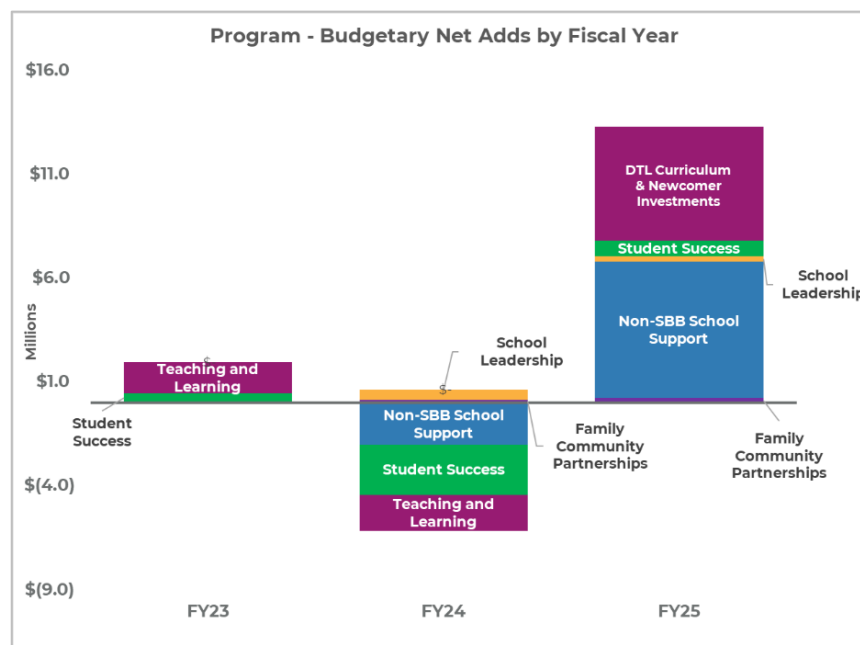 Program - Budgetary Net Adds by Fiscal Year
$16.0
$11.0
$6.0
$1.0
$(4.0)
$(9.0)
Millions
Teaching and
Learning
Student
Success
School
Leadership
$-
Non-SBB School
Support
Student Success
Teaching and
Learning
Family
Community
Partnerships
DTL Curriculum
& Newcomer
Investments
Student Success
School
Leadership
Non-SBB School
Support
Family
Community
Partnerships
FY23
FY24
FY25